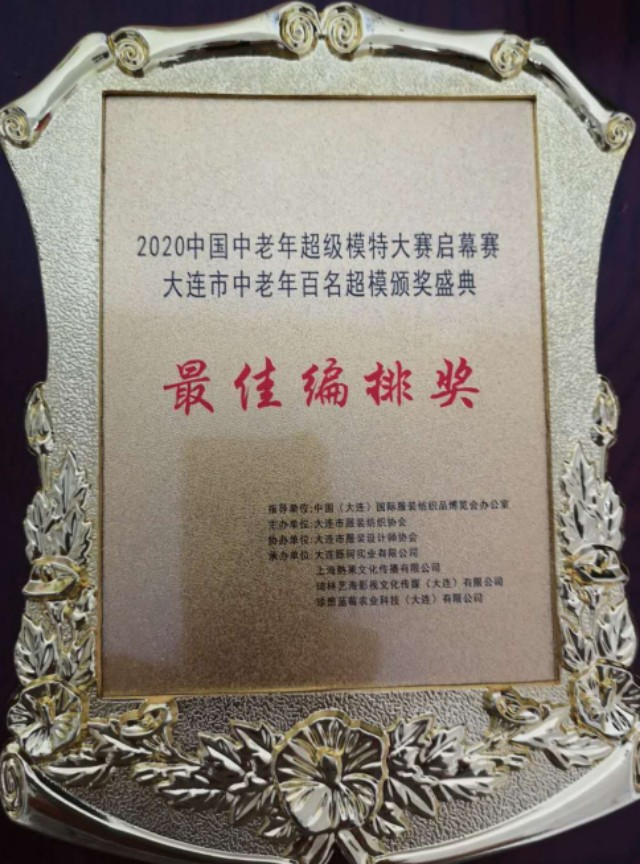 2020中国中老年超级模特大赛启幕赛
大连市中老年百名超模颁奖盛典
最佳编排奖
指导单位:中国（大连）国际服装纺织品博览会办公室
主办单位:大连市服装纺织协会
协办单位:大连市服装设计师协会
承办单位:大连 实业有限公司
上海 文化传播有限公司
林艺海影视文化传媒（大连）有限公司
蓝莓农业科技（大连）有限公司